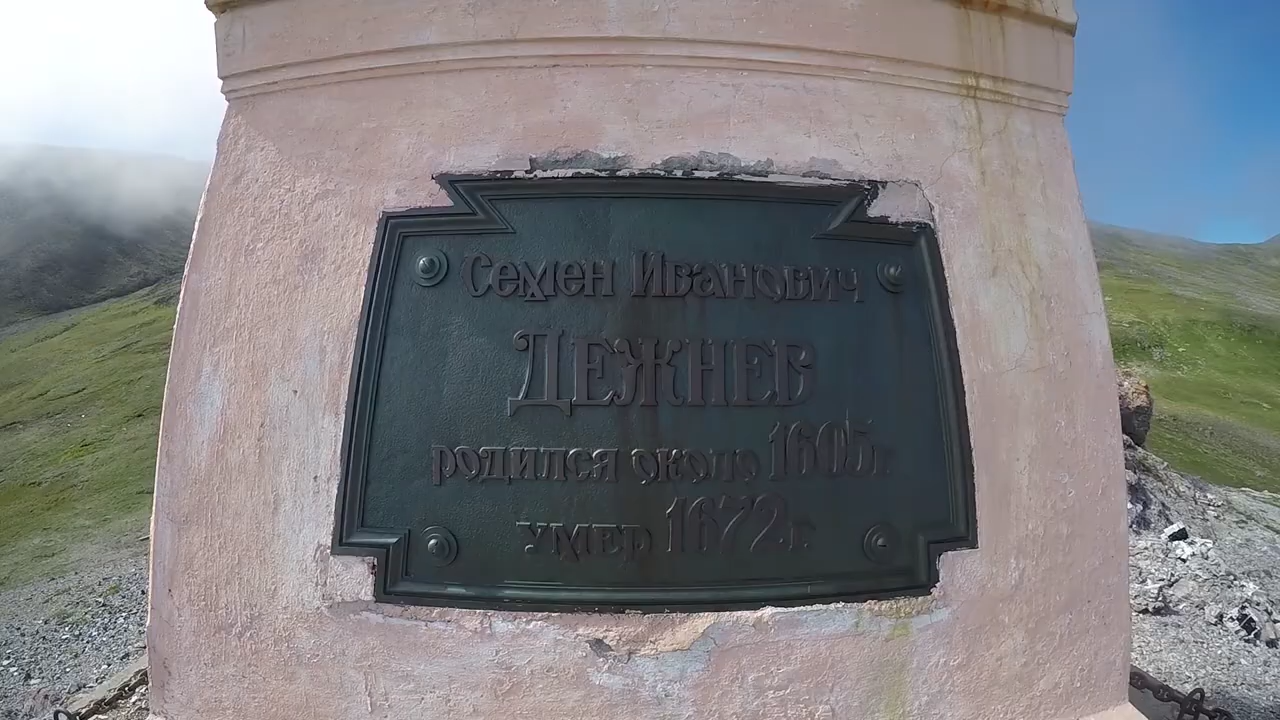 Семен Иванович
ДЕЖНЕВ
родился около 1605г.
умер 1672г.